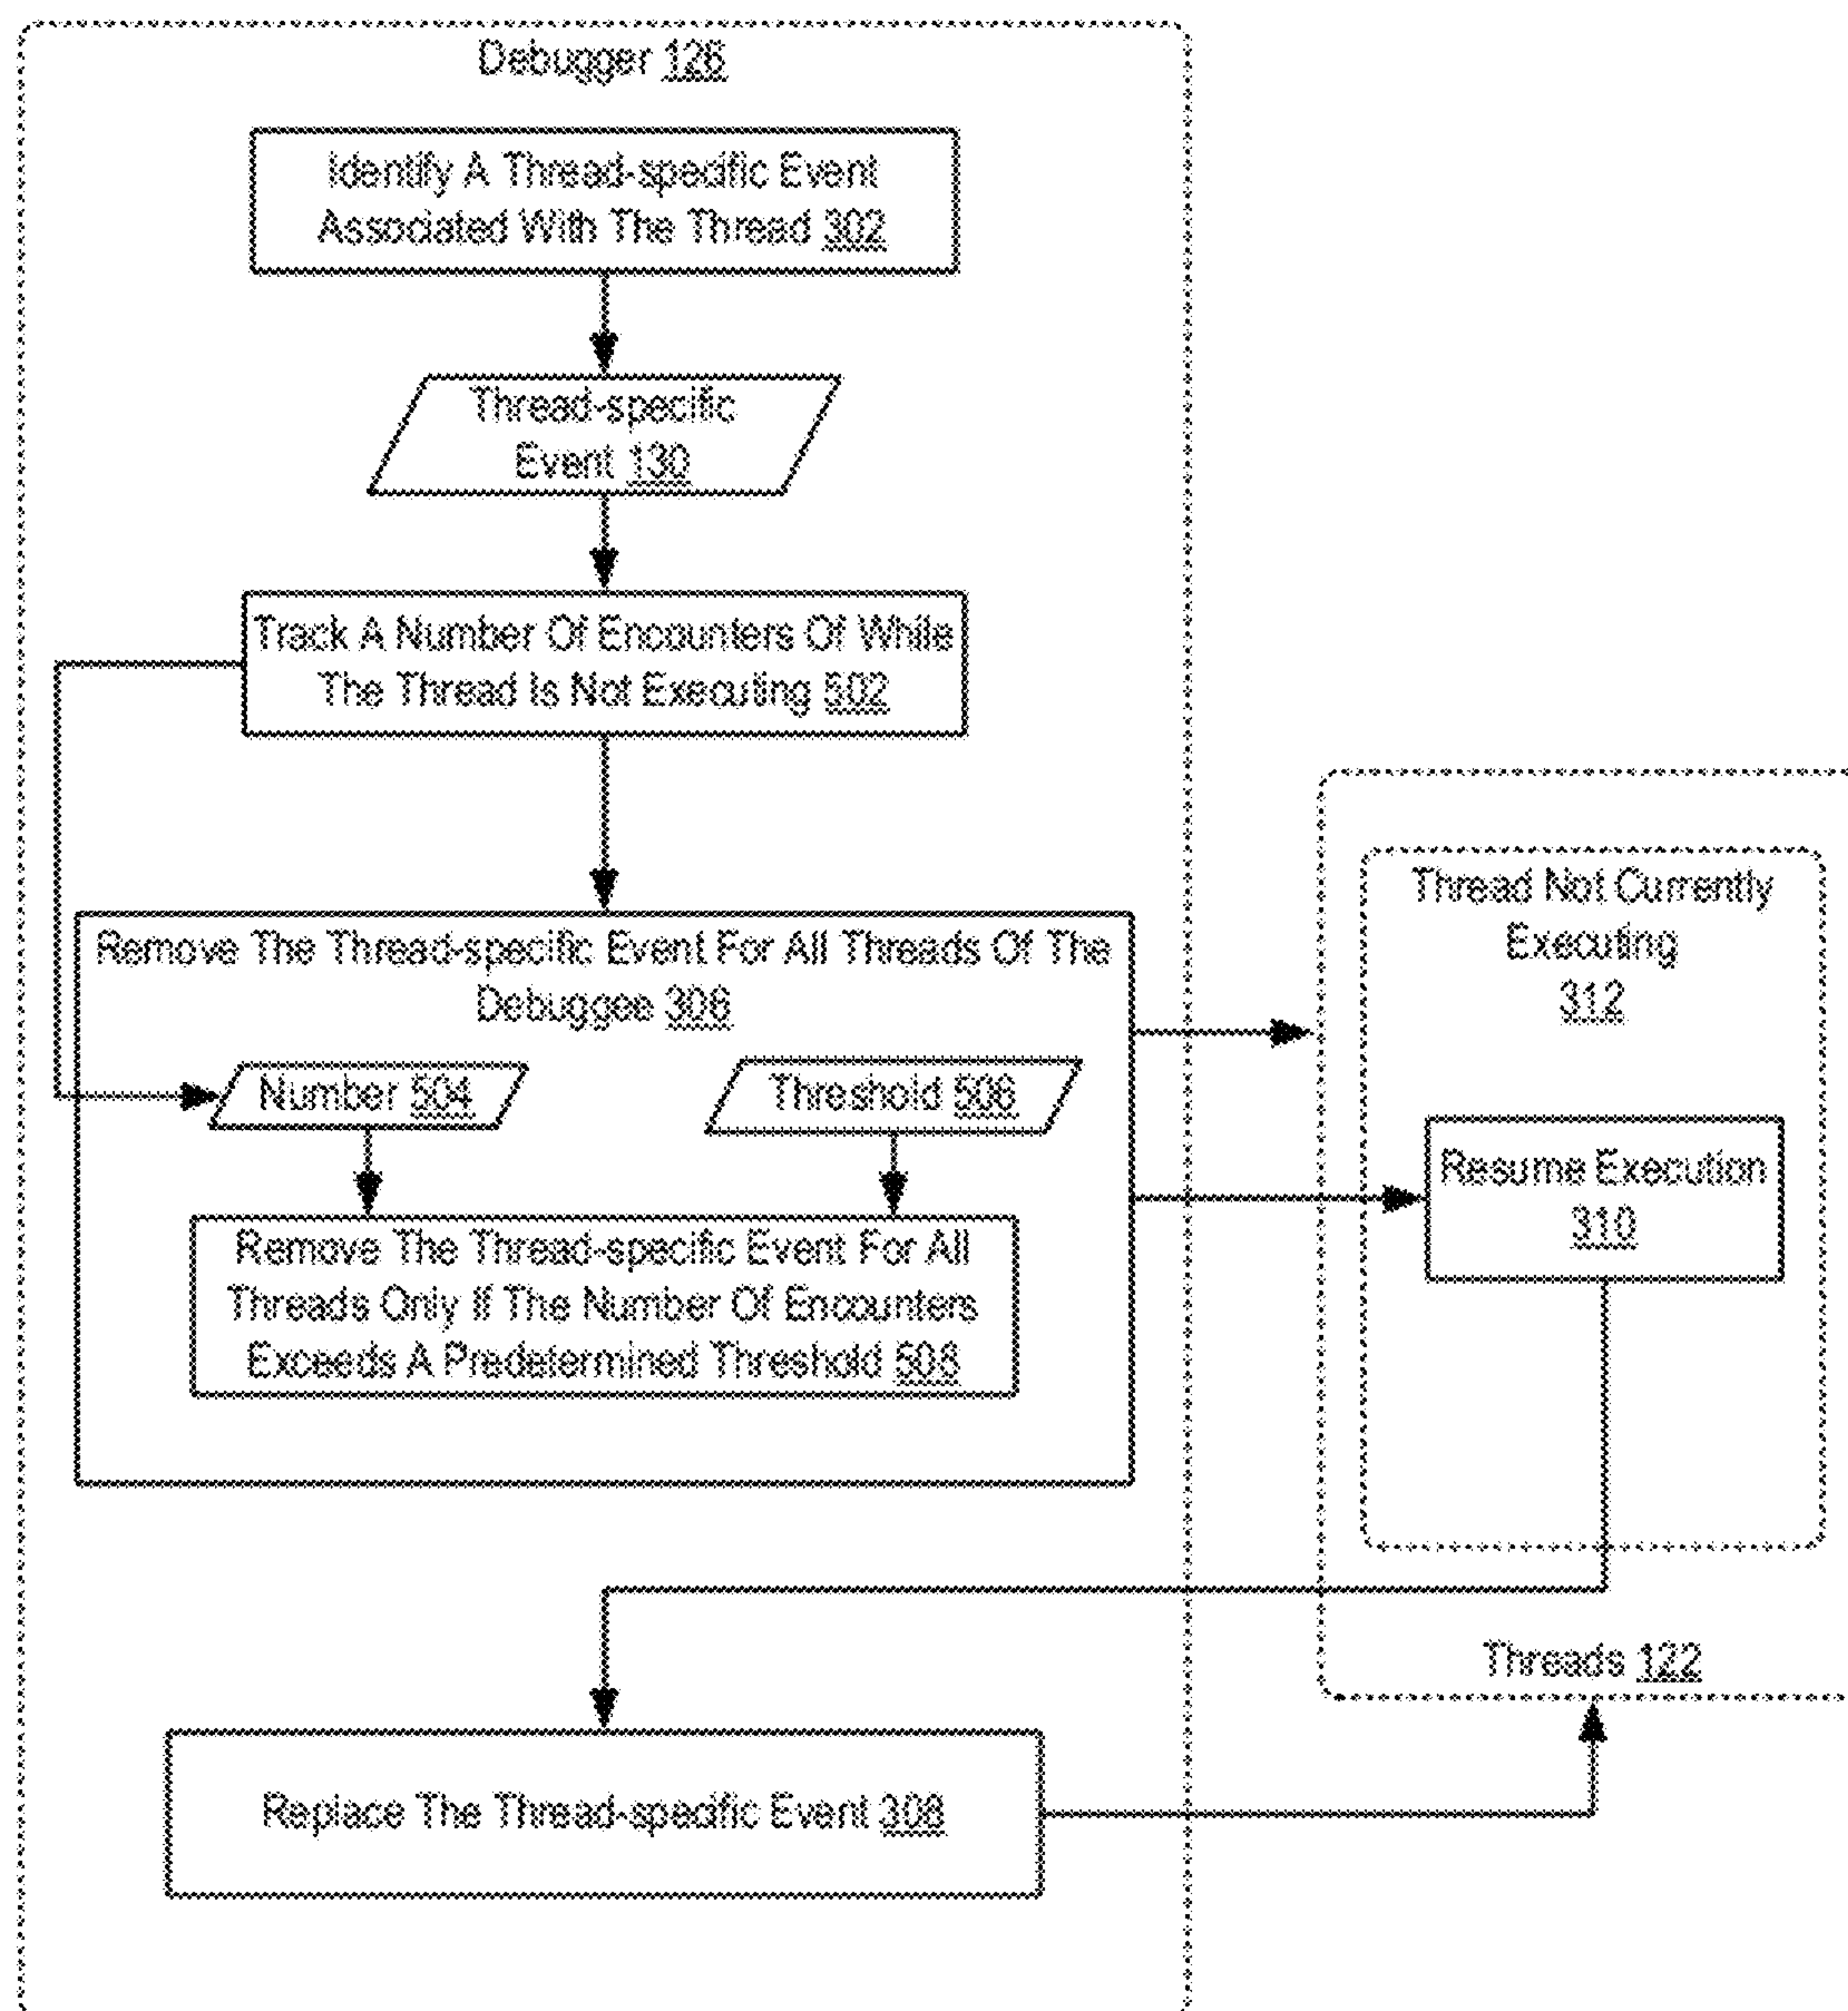 Debugger 126
Identify A Thread-specific Event
Associated With The Thread 302
Thread-specific
Event 130
Track A Number Of Encounters Of While
The Thread Is Not Executing 502
Remove The Thread-specific Event For All Threads Of The
Debuggee 306
Number 504
Threshold 506
Remove The Thread-specific Event For All
Threads Only If The Number Of Encounters
Exceeds A Predetermined Threshold 508
Thread Not Currently
Executing
312
Resume Execution
310
Threads 122
Replace The Thread-specific Event 308